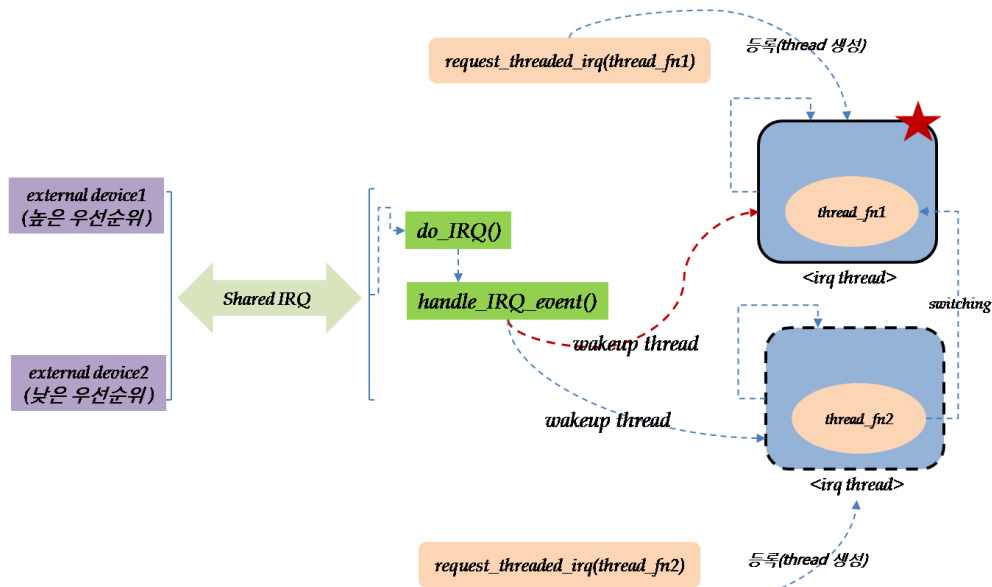 등록(thread 생성)
request_threaded_irq(thread_fn1)
external device1
(높은 우선순위)
do_IRQ()
thread_fn1
<irq thread>
Shared IRQ
handle_IRQ_event()
switching
wakeup thread
external device2
(낮은 우선순위)
wakeup thread
thread_fn2
<irq thread>
request_threaded_irq(thread_fn2)
등록(thread 생성)